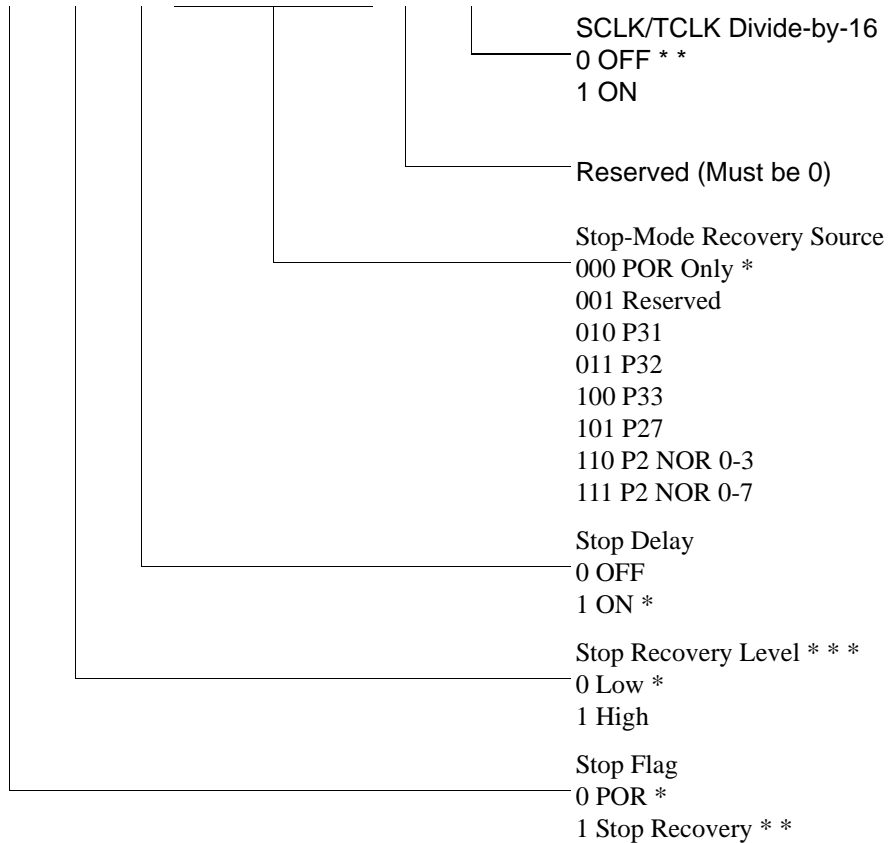 SCLK/TCLK Divide-by-16
0 OFF * *
1 ON
Reserved (Must be 0)
Stop-Mode Recovery Source
000 POR Only *
001 Reserved
010 P31
011 P32
100 P33
101 P27
110 P2 NOR 0-3
111 P2 NOR 0-7
Stop Delay
0 OFF
1 ON *
Stop Recovery Level * * *
0 Low *
1 High
Stop Flag
0 POR *
1 Stop Recovery * *